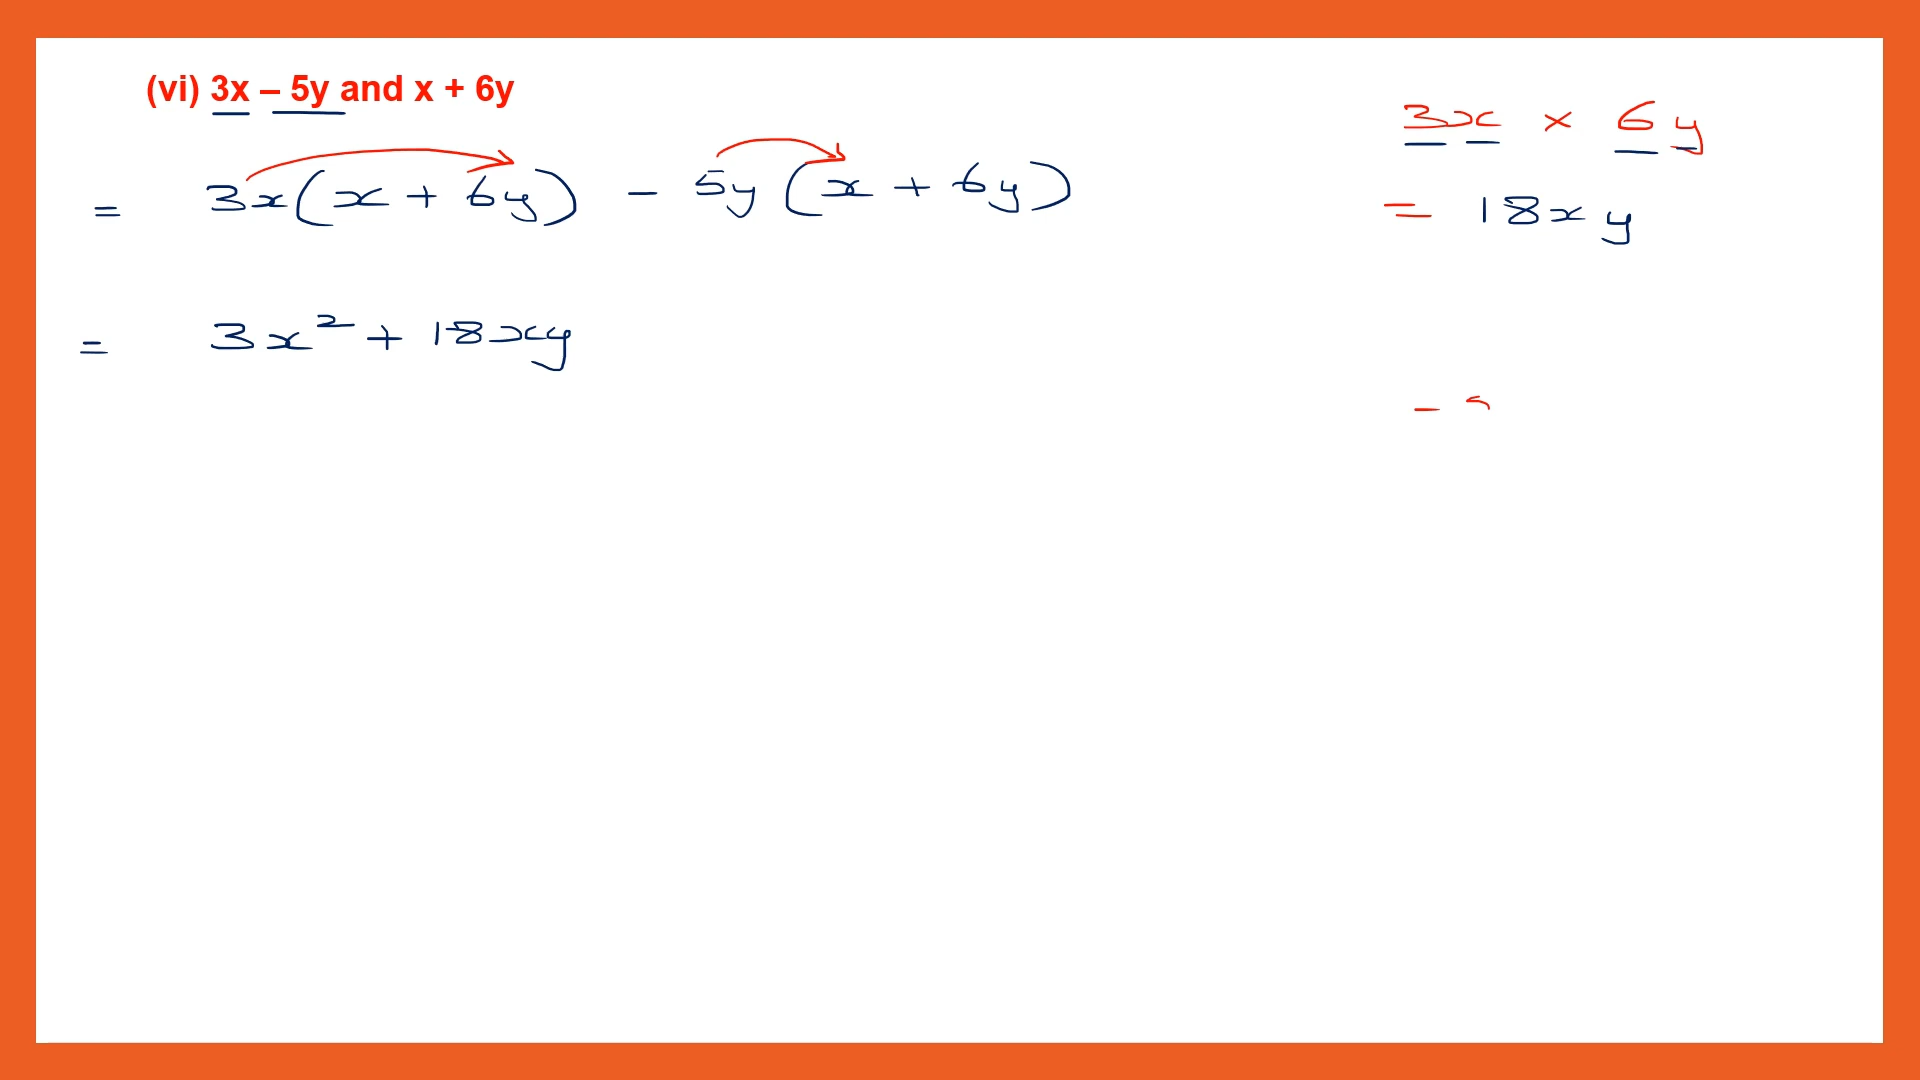 (vi) 3x – 5y and x + 6y
= 3x(x + 6y) - 5y(x + 6y)
= 3x² + 18xy
3x × 6y
= 18xy
-